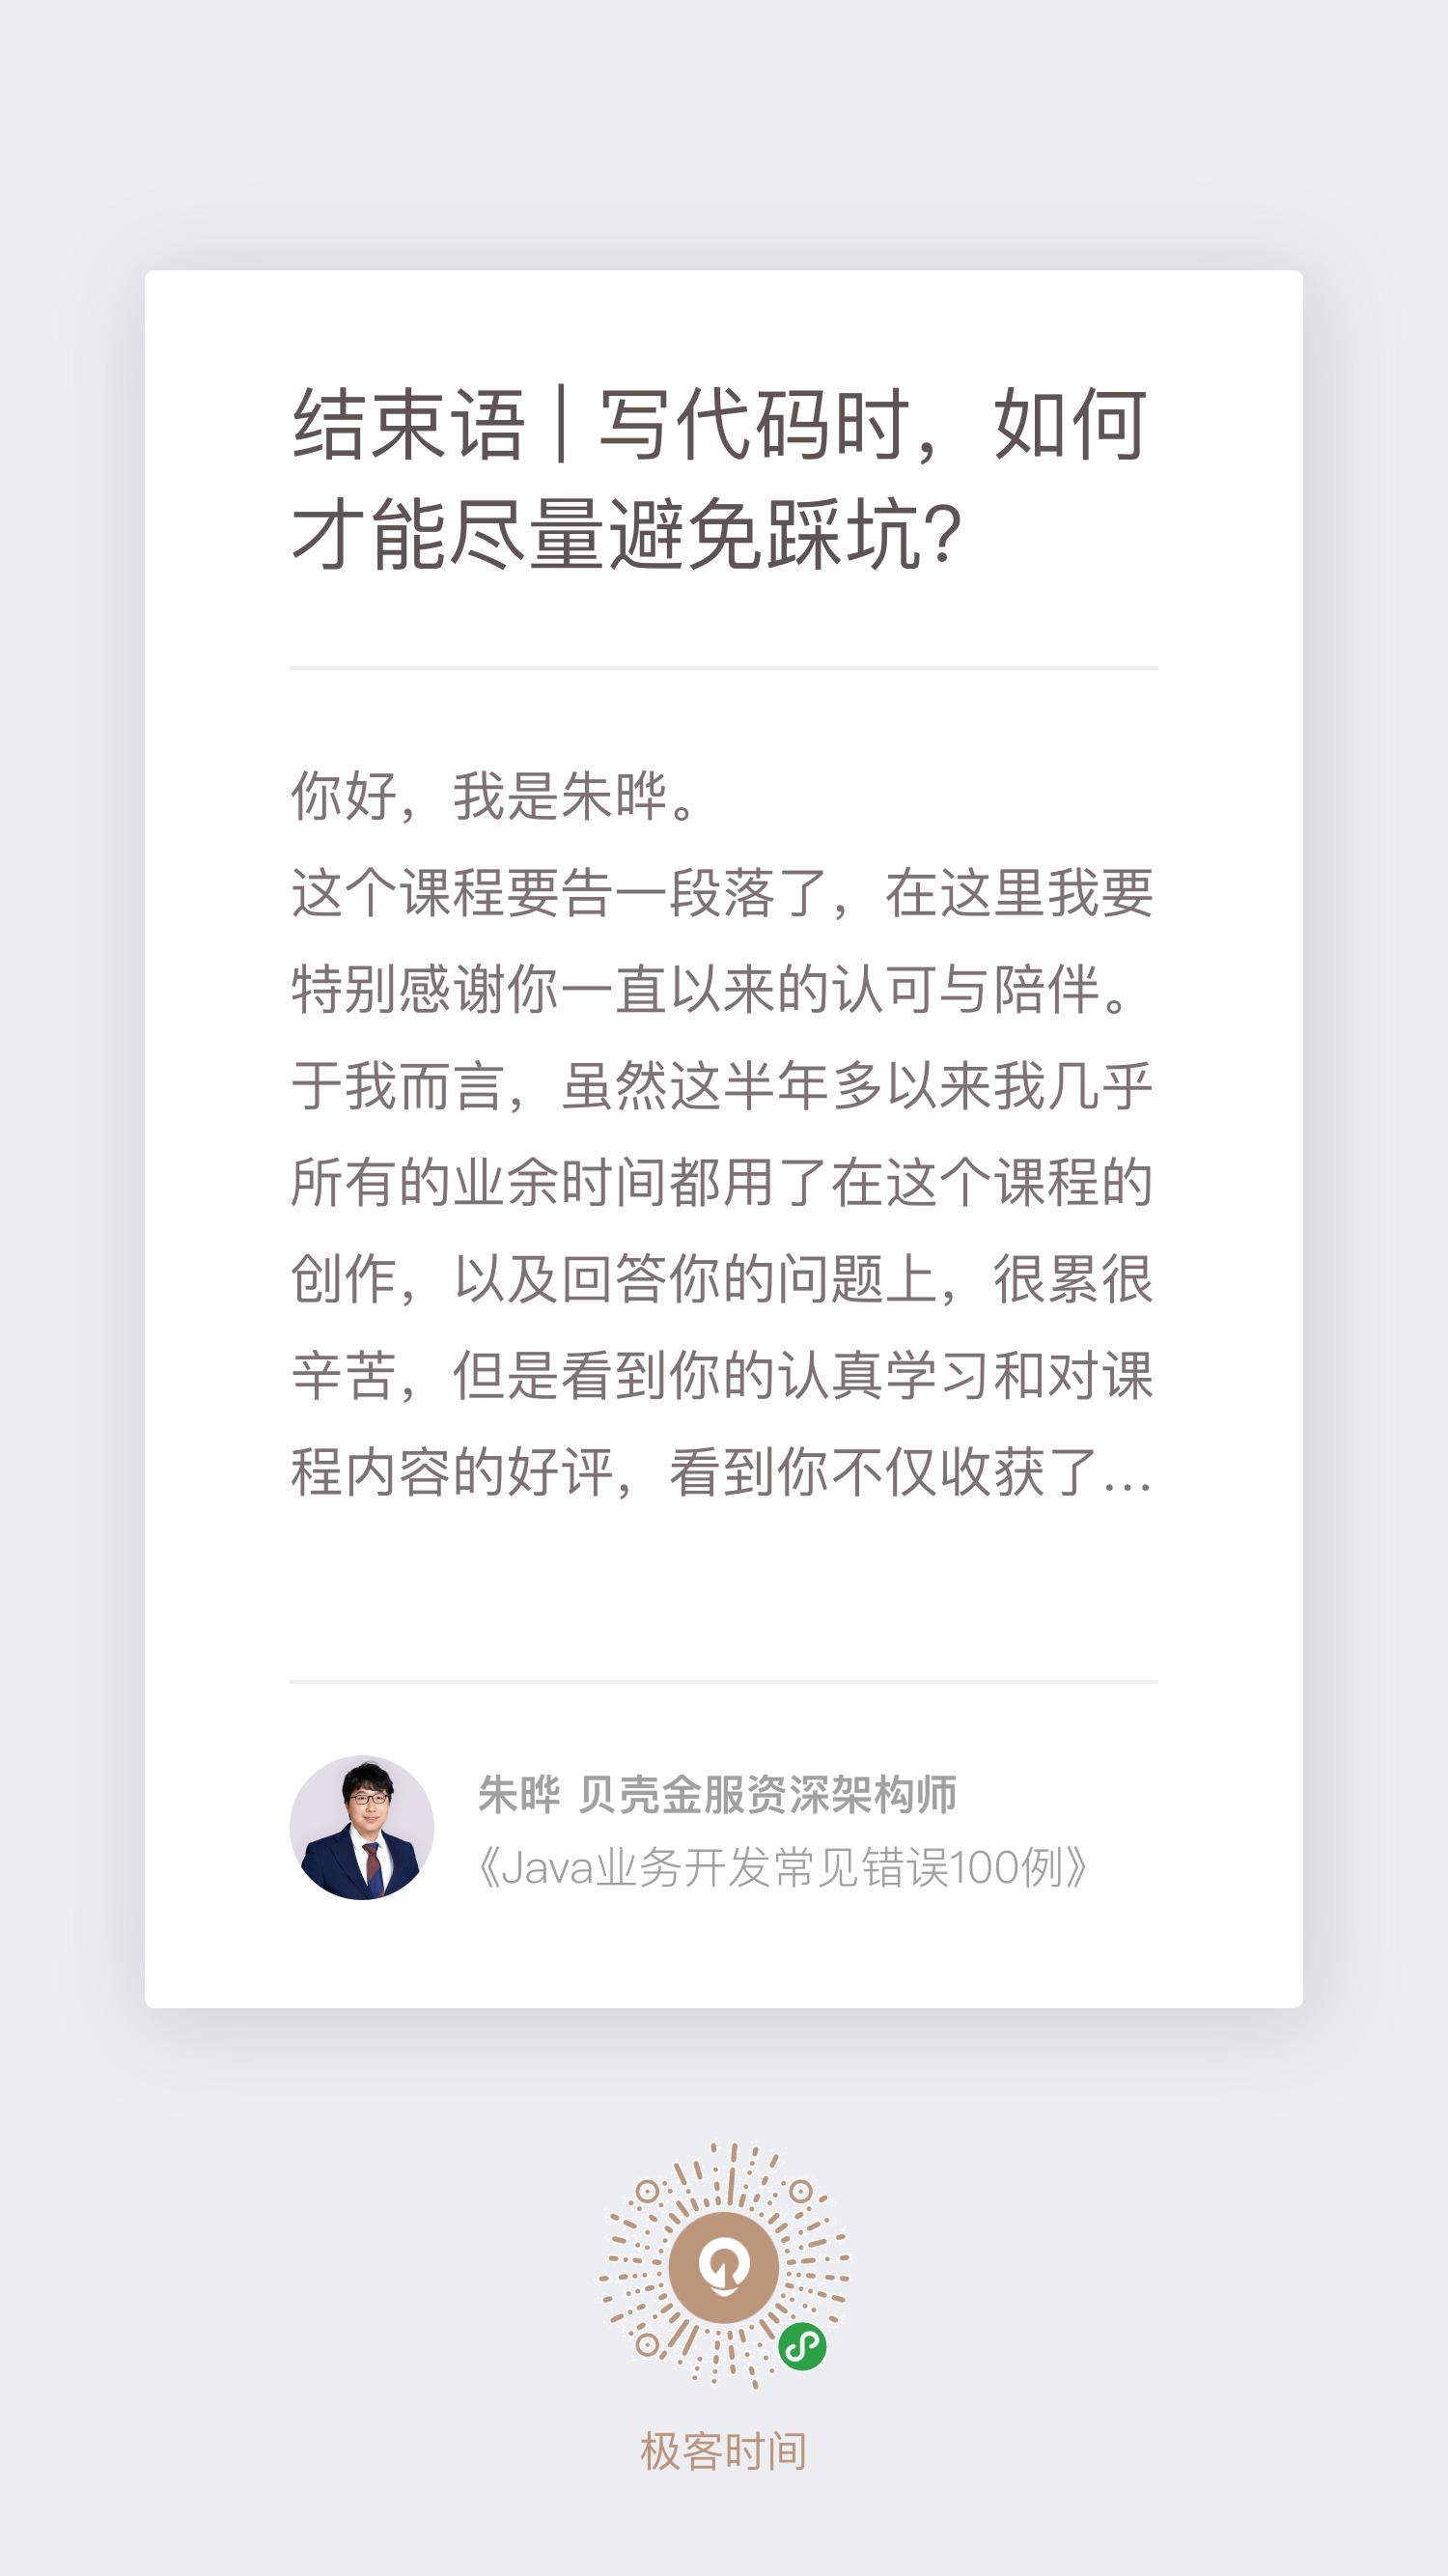 结束语 | 写代码时，如何
才能尽量避免踩坑?
你好，我是朱晔。
这个课程要告一段落了，在这里我要
特别感谢你一直以来的认可与陪伴。
于我而言，虽然这半年多以来我几乎
所有的业余时间都用了在这个课程的
创作，以及回答你的问题上，很累很
辛苦，但是看到你的认真学习和对课
程内容的好评，看到你不仅收获了...
朱晔 贝壳金服资深架构师
《Java业务开发常见错误100例》
极客时间